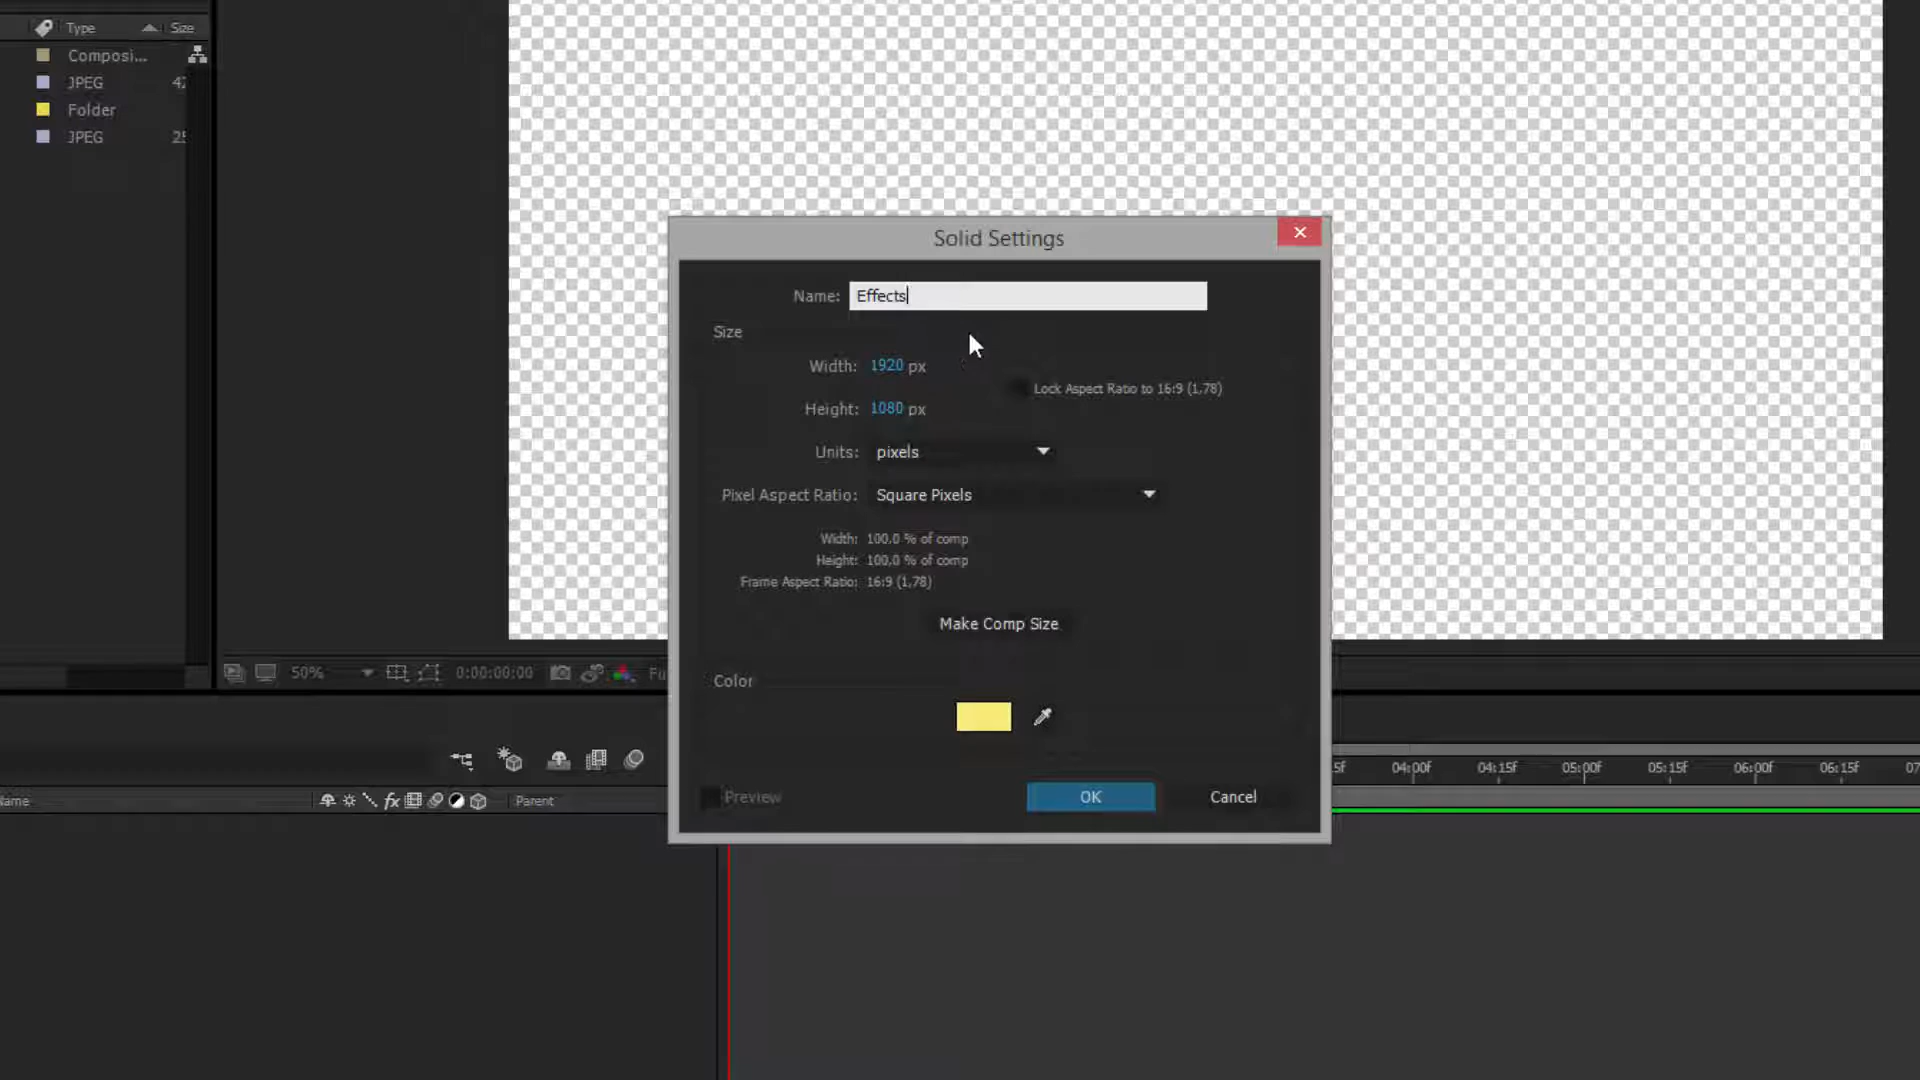 Type Size
Composi...
JPEG
Folder
JPEG
Solid Settings
Name: Effects
Size
Width: 1920 px
Lock Aspect Ratio to 16:9 (1,78)
Height: 1080 px
Units: pixels
Pixel Aspect Ratio: Square Pixels
Width: 100,0 % of comp
Height: 100,0 % of comp
Frame Aspect Ratio: 16:9 (1,78)
Make Comp Size
50% 0:00:00:00
Color
04:00f 04:15f 05:00f 05:15f 06:00f 06:15f
Preview OK Cancel
fx Parent